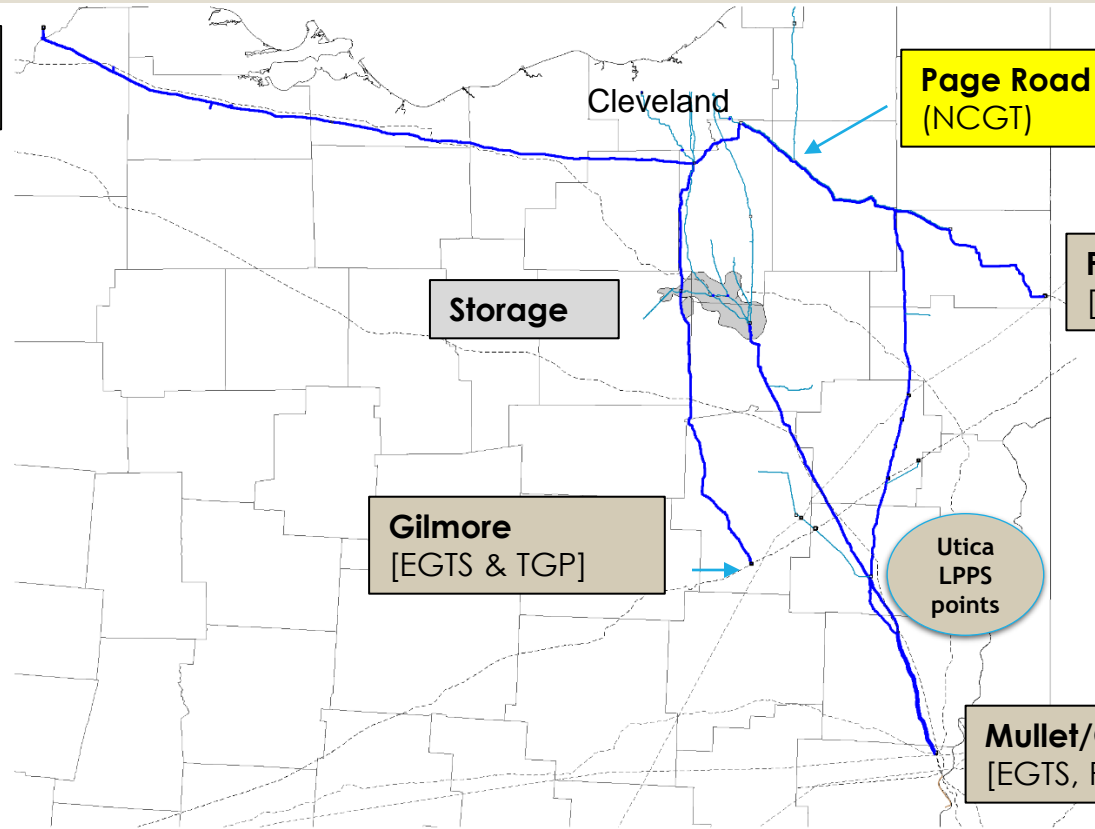 Cleveland
Page Road
(NCGT)
Storage
F
[
Gilmore
[EGTS & TGP]
Utica
LPPS
points
Mullet/
[EGTS,